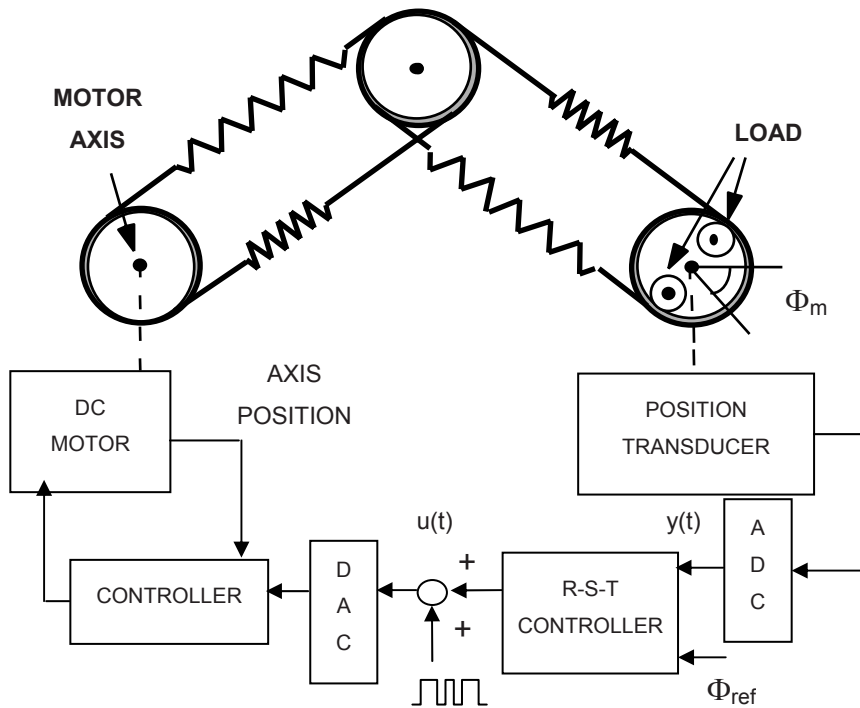 MOTOR
AXIS
LOAD
Φm
DC
MOTOR
AXIS
POSITION
POSITION
TRANSDUCER
u(t)
y(t)
A
D
C
CONTROLLER
D
A
C
+
+
R-S-T
CONTROLLER
Φref